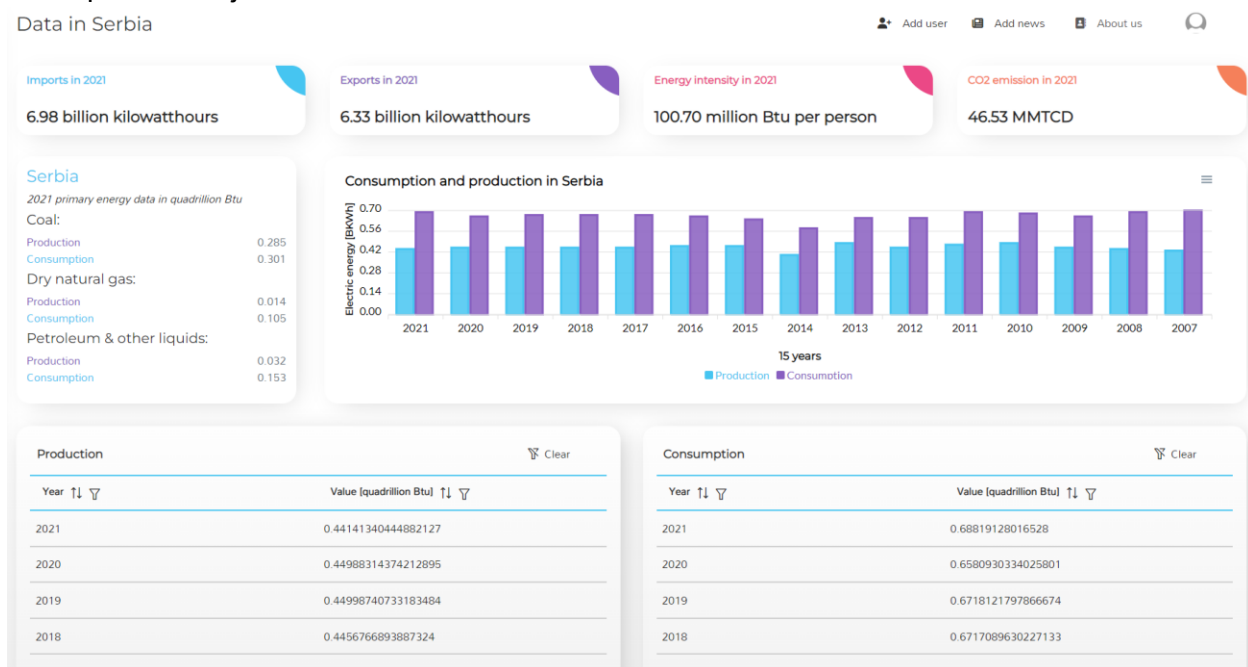 Data in Serbia
Add user
Add news
About us
Imports in 2021
6.98 billion kilowatthours
Exports in 2021
6.33 billion kilowatthours
Energy intensity in 2021
100.70 million Btu per person
CO2 emission in 2021
46.53 MMTCD
Serbia
2021 primary energy data in quadrillion Btu
Coal:
Production 0.285
Consumption 0.301
Dry natural gas:
Production 0.014
Consumption 0.105
Petroleum & other liquids:
Production 0.032
Consumption 0.153
Consumption and production in Serbia
Electric energy [BKWh]
0.70
0.56
0.42
0.28
0.14
0.00
2021 2020 2019 2018 2017 2016 2015 2014 2013 2012 2011 2010 2009 2008 2007
15 years
Production Consumption
Production Clear
Year Value [quadrillion Btu]
2021 0.44141340444882127
2020 0.44988314374212895
2019 0.44998740733183484
2018 0.4456766893887324
Consumption Clear
Year Value [quadrillion Btu]
2021 0.68819128016528
2020 0.6580930334025801
2019 0.6718121797866674
2018 0.6717089630227133